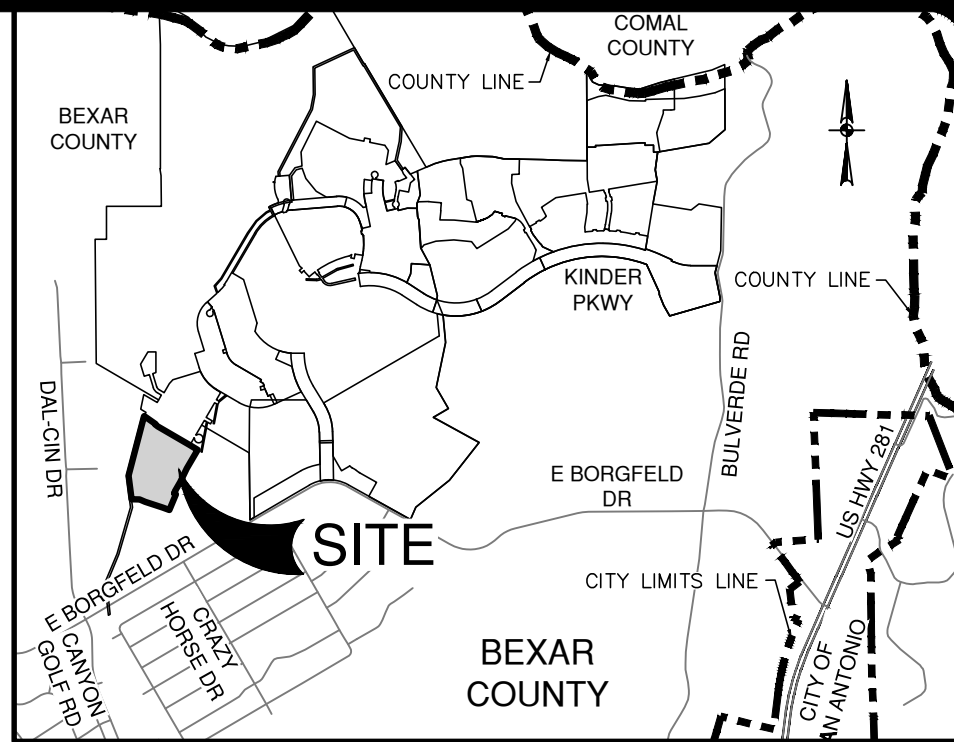 COMAL
COUNTY
COUNTY LINE
BEXAR
COUNTY
KINDER
PKWY
COUNTY LINE
BULVERDE RD
DAL-CIN DR
E BORGFELD
DR
US HWY 281
SITE
E BORGFELD DR
CITY LIMITS LINE
CRAZY
HORSE DR
CANYON
GOLF RD
BEXAR
COUNTY
CITY OF
AN ANTONIO